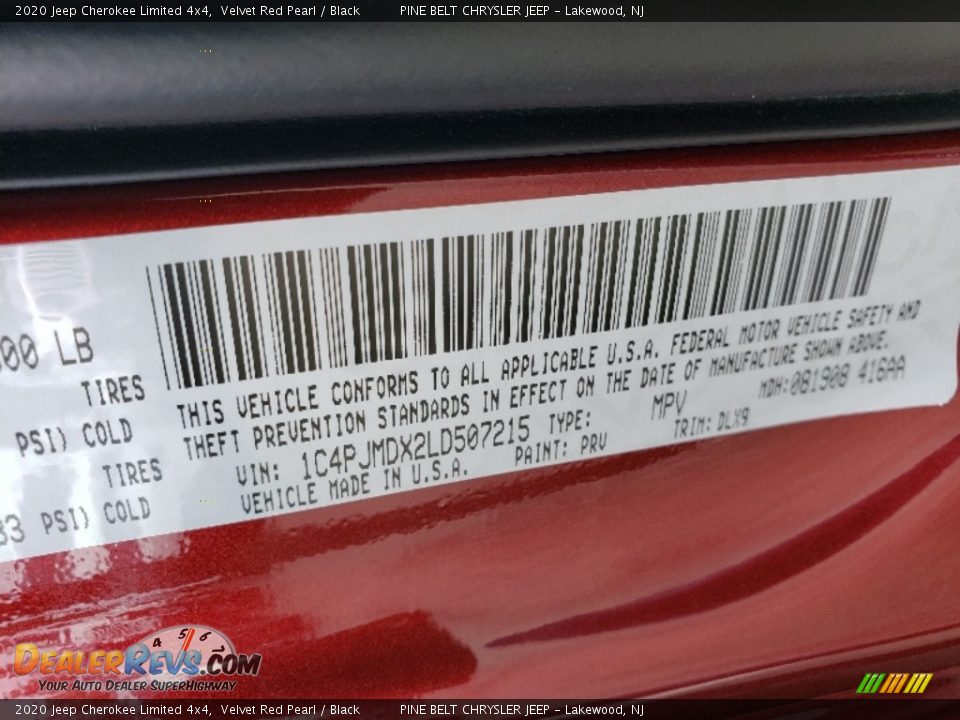 2020 Jeep Cherokee Limited 4x4, Velvet Red Pearl / Black PINE BELT CHRYSLER JEEP - Lakewood, NJ
00 LB
TIRES
PSI) COLD
TIRES
83 PSI) COLD
THIS VEHICLE CONFORMS TO ALL APPLICABLE U.S.A. FEDERAL MOTOR VEHICLE SAFETY AND
THEFT PREVENTION STANDARDS IN EFFECT ON THE DATE OF MANUFACTURE SHOWN ABOVE.
VIN: 1C4PJMDX2LD507215 TYPE: MPV MDH:081908 416AA
VEHICLE MADE IN U.S.A. PAINT: PRV TRIM: DLX9
4 5 6
DEALERREVS.COM
YOUR AUTO DEALER SUPERHIGHWAY
2020 Jeep Cherokee Limited 4x4, Velvet Red Pearl / Black PINE BELT CHRYSLER JEEP - Lakewood, NJ